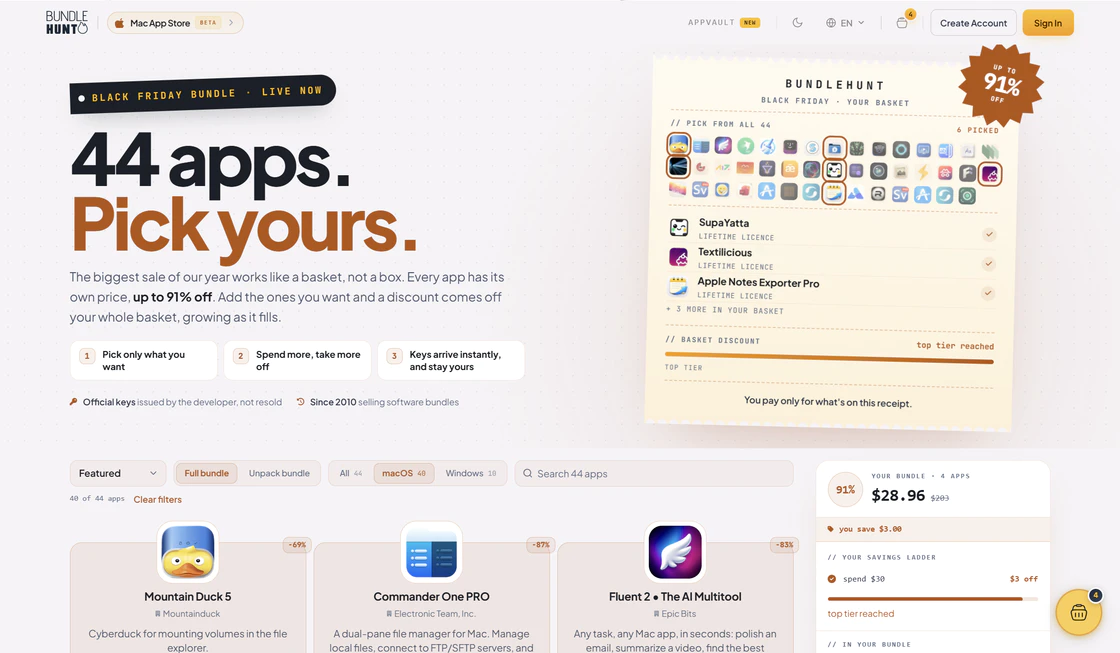 BUNDLE
HUNT
Mac App Store BETA
APPVAULT NEW
EN
4
Create Account
Sign In
BLACK FRIDAY BUNDLE · LIVE NOW
44 apps.
Pick yours.
The biggest sale of our year works like a basket, not a box. Every app has its
own price, up to 91% off. Add the ones you want and a discount comes off
your whole basket, growing as it fills.
1 Pick only what you
want
2 Spend more, take more
off
3 Keys arrive instantly,
and stay yours
Official keys issued by the developer, not resold
Since 2010 selling software bundles
UP TO
91%
OFF
BUNDLEHUNT
BLACK FRIDAY · YOUR BASKET
// PICK FROM ALL 44
6 PICKED
SupaYatta
LIFETIME LICENCE
Textilicious
LIFETIME LICENCE
Apple Notes Exporter Pro
LIFETIME LICENCE
+ 3 MORE IN YOUR BASKET
// BASKET DISCOUNT
top tier reached
TOP TIER
You pay only for what's on this receipt.
Featured
Full bundle
Unpack bundle
All 44
macOS 40
Windows 10
Search 44 apps
40 of 44 apps
Clear filters
-69%
Mountain Duck 5
Mountainduck
Cyberduck for mounting volumes in the file
explorer.
-87%
Commander One PRO
Electronic Team, Inc.
A dual-pane file manager for Mac. Manage
local files, connect to FTP/SFTP servers, and
-83%
Fluent 2 • The AI Multitool
Epic Bits
Any task, any Mac app, in seconds: polish an
email, summarize a video, find the best
91%
YOUR BUNDLE · 4 APPS
$28.96 $203
you save $3.00
// YOUR SAVINGS LADDER
spend $30
$3 off
top tier reached
// IN YOUR BUNDLE
4